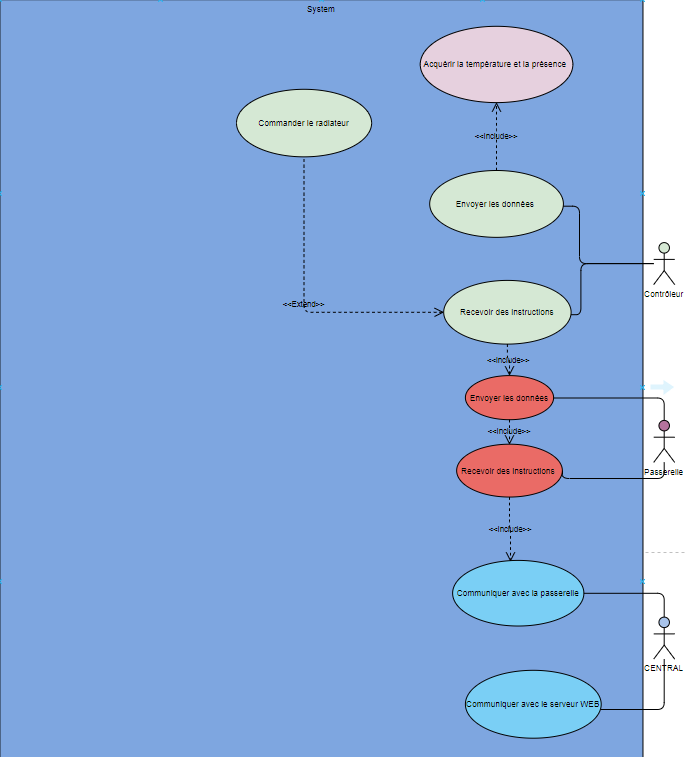 System
Acquérir la température et la présence
Commander le radiateur
<<Include>>
Envoyer les données
Contrôleur
<<Extend>>
Recevoir des instructions
<<Include>>
Envoyer les données
<<Include>>
Recevoir des instructions
Passerelle
<<Include>>
Communiquer avec la passerelle
CENTRAL
Communiquer avec le serveur WEB